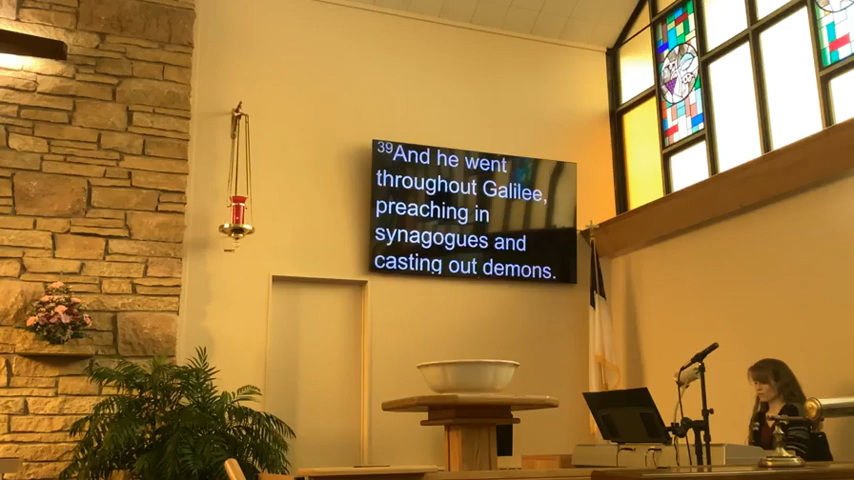 39And he went
throughout Galilee,
preaching in
synagogues and
casting out demons.